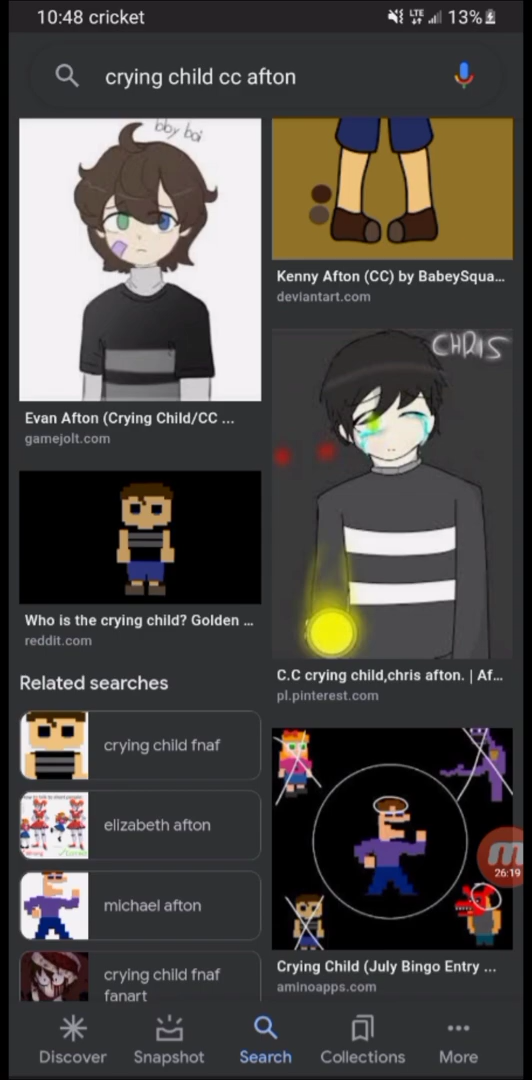 10:48 cricket
LTE
13%
crying child cc afton
bby boi
Evan Afton (Crying Child/CC ...
gamejolt.com
Kenny Afton (CC) by BabeySqua...
deviantart.com
CHRIS
Who is the crying child? Golden ...
reddit.com
C.C crying child,chris afton. | Af...
pl.pinterest.com
Related searches
crying child fnaf
elizabeth afton
michael afton
crying child fnaf
fanart
26:19
Crying Child (July Bingo Entry ...
aminoapps.com
Discover
Snapshot
Search
Collections
More